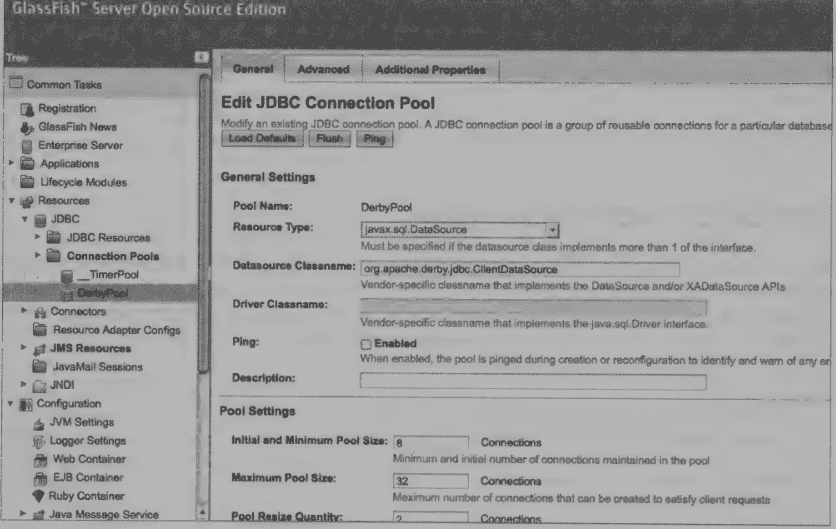 GlassFish™ Server Open Source Edition
Tree
Common Tasks
Registration
GlassFish News
Enterprise Server
Applications
Lifecycle Modules
Resources
JDBC
JDBC Resources
Connection Pools
__TimerPool
DerbyPool
Connectors
Resource Adapter Configs
JMS Resources
JavaMail Sessions
JNDI
Configuration
JVM Settings
Logger Settings
Web Container
EJB Container
Ruby Container
Java Message Service
General Advanced Additional Properties
Edit JDBC Connection Pool
Modify an existing JDBC connection pool. A JDBC connection pool is a group of reusable connections for a particular database
Load Defaults Flush Ping
General Settings
Pool Name: DerbyPool
Resource Type: javax.sql.DataSource
Must be specified if the datasource class implements more than 1 of the interface.
Datasource Classname: org.apache.derby.jdbc.ClientDataSource
Vendor-specific classname that implements the DataSource and/or XADataSource APIs
Driver Classname:
Vendor-specific classname that implements the java.sql.Driver interface.
Ping: Enabled
When enabled, the pool is pinged during creation or reconfiguration to identify and warn of any er
Description:
Pool Settings
Initial and Minimum Pool Size: 8 Connections
Minimum and initial number of connections maintained in the pool
Maximum Pool Size: 32 Connections
Maximum number of connections that can be created to satisfy client requests
Pool Resize Quantity: 2 Connections